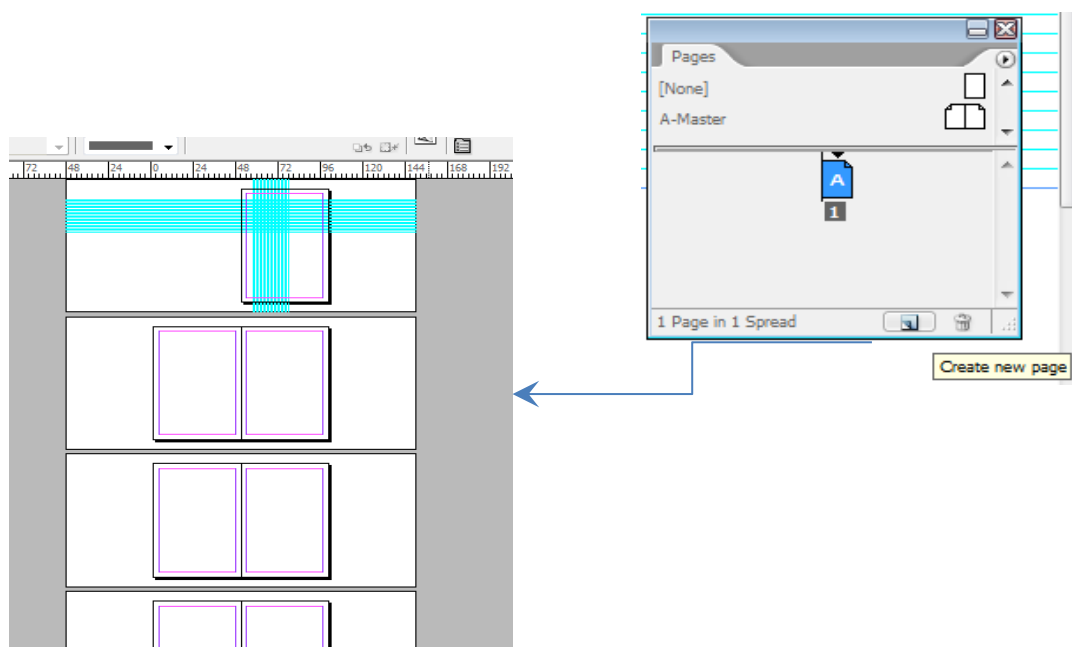 Pages
[None]
A-Master
A
1
1 Page in 1 Spread
Create new page
72 48 24 0 24 48 72 96 120 144 168 192